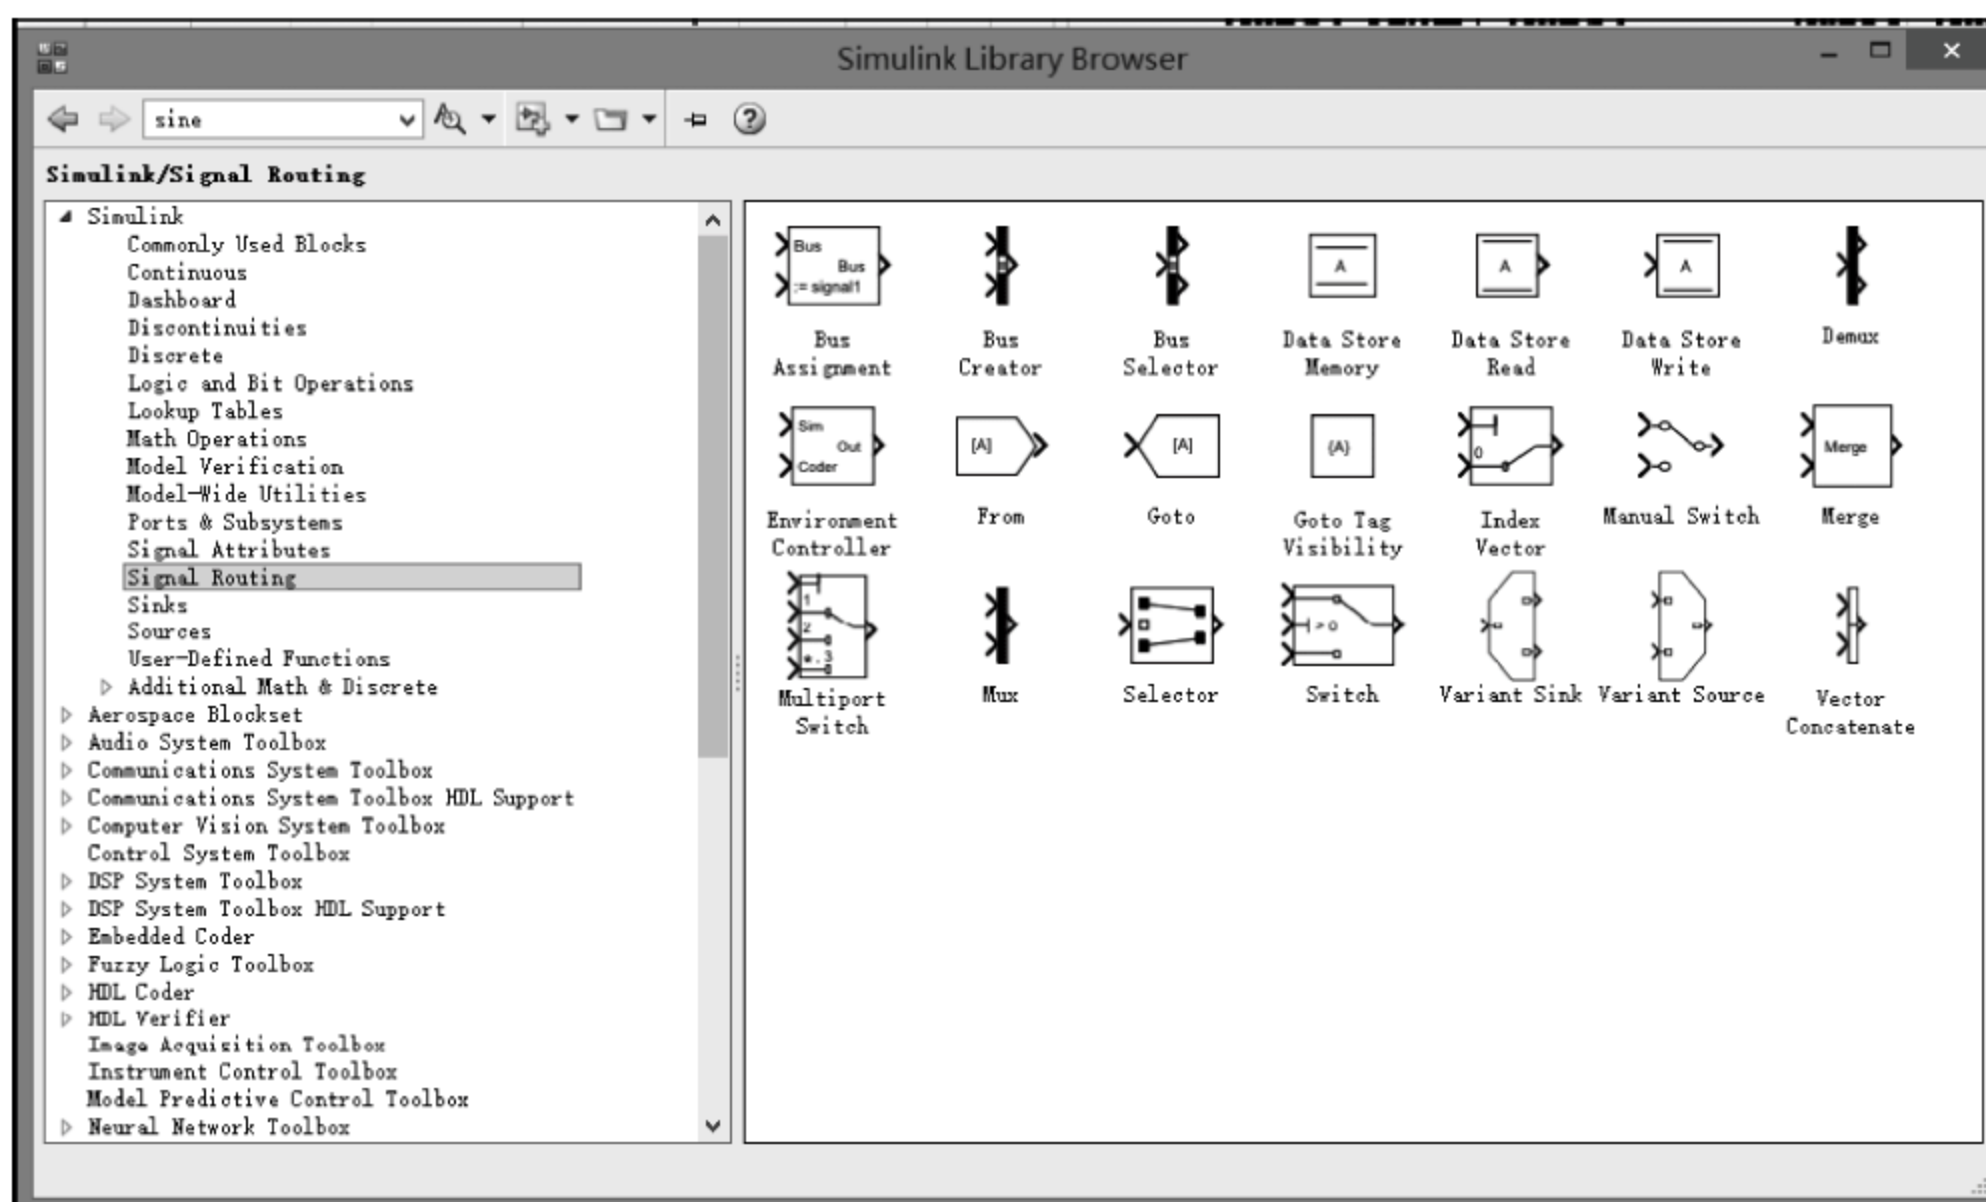 Simulink Library Browser
sine
Simulink/Signal Routing
Simulink
Commonly Used Blocks
Continuous
Dashboard
Discontinuities
Discrete
Logic and Bit Operations
Lookup Tables
Math Operations
Model Verification
Model-Wide Utilities
Ports & Subsystems
Signal Attributes
Signal Routing
Sinks
Sources
User-Defined Functions
Additional Math & Discrete
Aerospace Blockset
Audio System Toolbox
Communications System Toolbox
Communications System Toolbox HDL Support
Computer Vision System Toolbox
Control System Toolbox
DSP System Toolbox
DSP System Toolbox HDL Support
Embedded Coder
Fuzzy Logic Toolbox
HDL Coder
HDL Verifier
Image Acquisition Toolbox
Instrument Control Toolbox
Model Predictive Control Toolbox
Neural Network Toolbox
Bus
Bus
:= signal1
A
A
A
Bus Assignment
Bus Creator
Bus Selector
Data Store Memory
Data Store Read
Data Store Write
Demux
Sim
Out
Coder
[A]
[A]
{A}
0
Merge
Environment Controller
From
Goto
Goto Tag Visibility
Index Vector
Manual Switch
Merge
1
2
*, 3
> 0
Multiport Switch
Mux
Selector
Switch
Variant Sink
Variant Source
Vector Concatenate